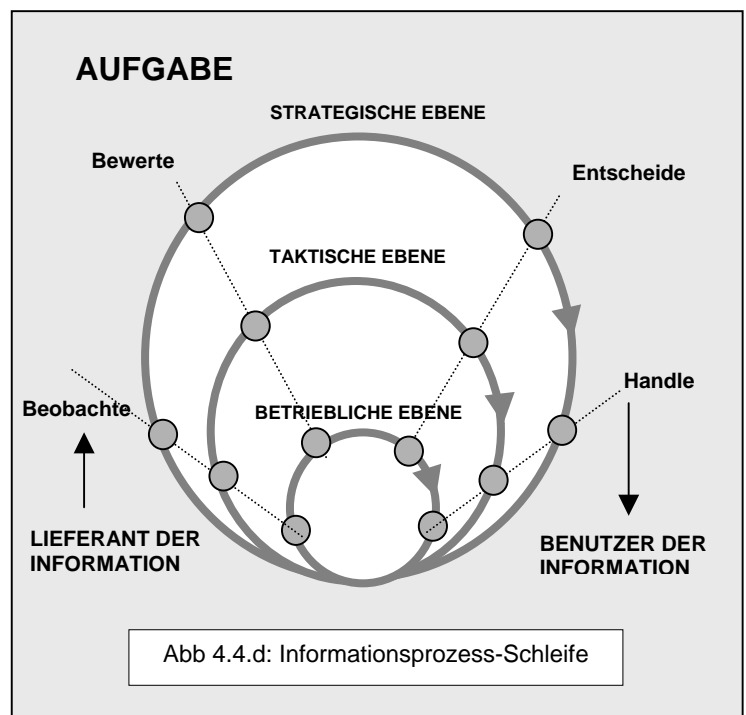 AUFGABE
STRATEGISCHE EBENE
Bewerte
Entscheide
TAKTISCHE EBENE
Handle
Beobachte
BETRIEBLICHE EBENE
LIEFERANT DER
INFORMATION
BENUTZER DER
INFORMATION
Abb 4.4.d: Informationsprozess-Schleife